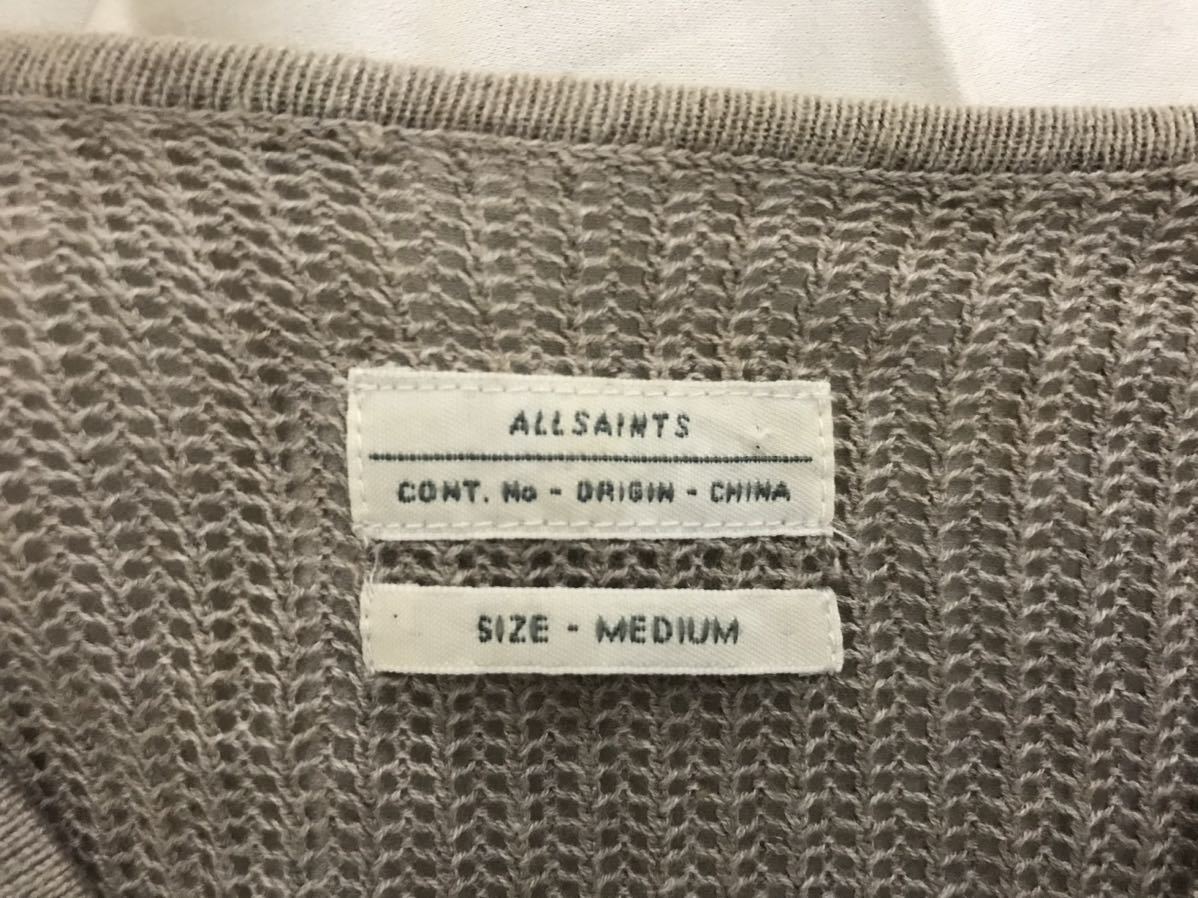 ALLSAINTS
CONT. No - ORIGIN - CHINA
SIZE - MEDIUM